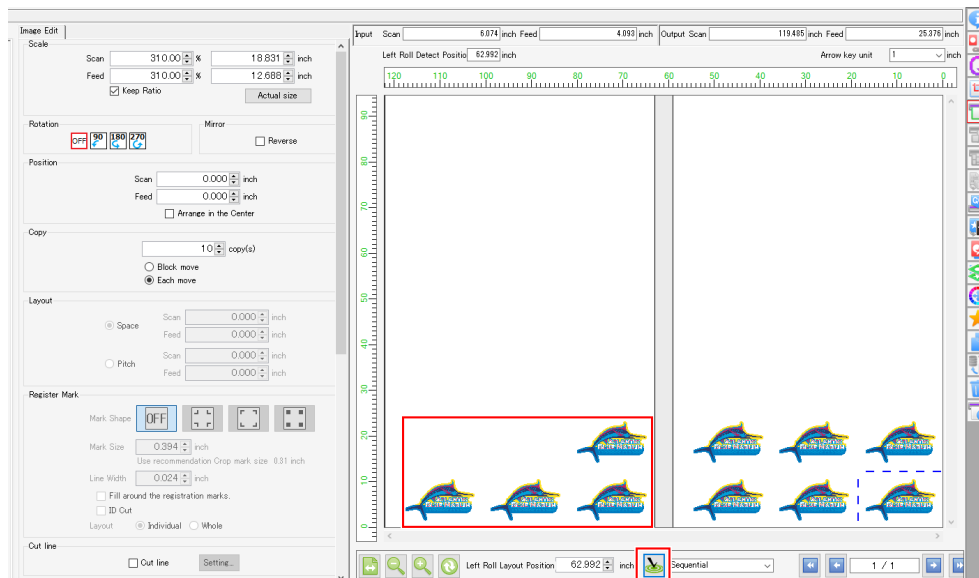 Image Edit
Input Scan 6.074 inch Feed 4.093 inch Output Scan 119.485 inch Feed 25.376 inch
Scale
Left Roll Detect Positio 62.992 inch Arrow key unit 1 inch
Scan 310.00 % 18.831 inch
Feed 310.00 % 12.688 inch
Keep Ratio Actual size
120 110 100 90 80 70 60 50 40 30 20 10 0
90
80
70
60
50
40
30
20
10
0
Rotation Mirror
OFF 90 180 270 Reverse
Position
Scan 0.000 inch
Feed 0.000 inch
Arrange in the Center
Copy
10 copy(s)
Block move
Each move
Layout
Space Scan 0.000 inch
Feed 0.000 inch
Pitch Scan 0.000 inch
Feed 0.000 inch
Register Mark
Mark Shape OFF
Mark Size 0.394 inch
Use recommendation Crop mark size 0.31 inch
Line Width 0.024 inch
Fill around the registration marks.
ID Cut
Layout Individual Whole
Cut line
Cut line Setting...
Left Roll Layout Position 62.992 inch Sequential 1 / 1